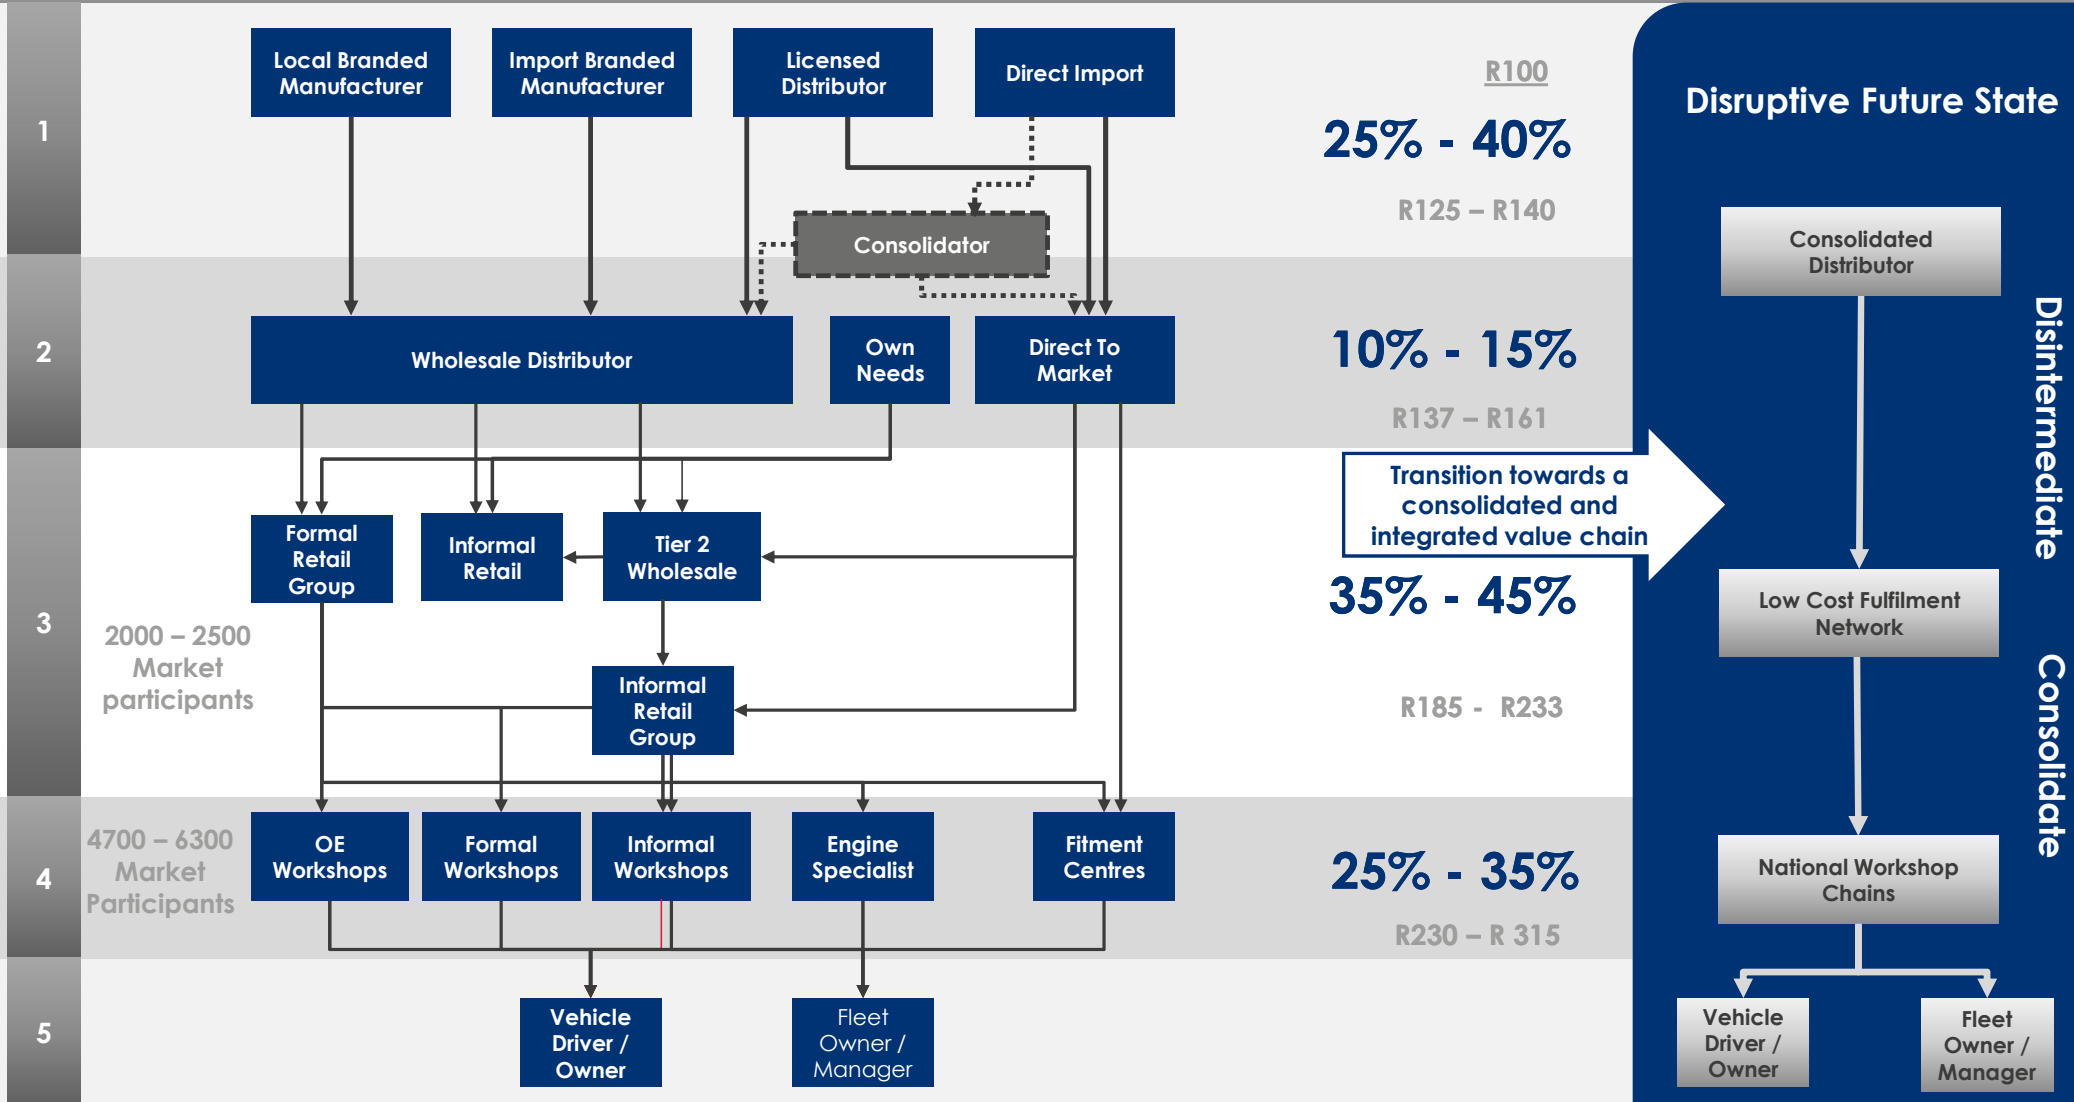 1
Local Branded
Manufacturer
Import Branded
Manufacturer
Licensed
Distributor
Direct Import
R100
25% - 40%
R125 – R140
Consolidator
2
Wholesale Distributor
Own
Needs
Direct To
Market
10% - 15%
R137 – R161
3
2000 – 2500
Market
participants
Formal
Retail
Group
Informal
Retail
Tier 2
Wholesale
Informal
Retail
Group
Transition towards a
consolidated and
integrated value chain
35% - 45%
R185 - R233
4
4700 – 6300
Market
Participants
OE
Workshops
Formal
Workshops
Informal
Workshops
Engine
Specialist
Fitment
Centres
25% - 35%
R230 – R 315
5
Vehicle
Driver /
Owner
Fleet
Owner /
Manager
Disruptive Future State
Consolidated
Distributor
Disintermediate
Low Cost Fulfilment
Network
Consolidate
National Workshop
Chains
Vehicle
Driver /
Owner
Fleet
Owner /
Manager